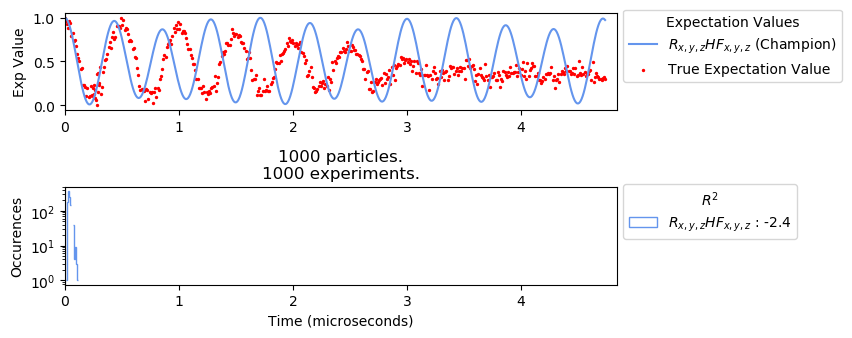 Expectation Values
R_{x,y,z}HF_{x,y,z} (Champion)
True Expectation Value
Exp Value
1.0
0.5
0.0
0 1 2 3 4
1000 particles.
1000 experiments.
R^2
R_{x,y,z}HF_{x,y,z} : -2.4
Occurences
10^2
10^1
10^0
0 1 2 3 4
Time (microseconds)